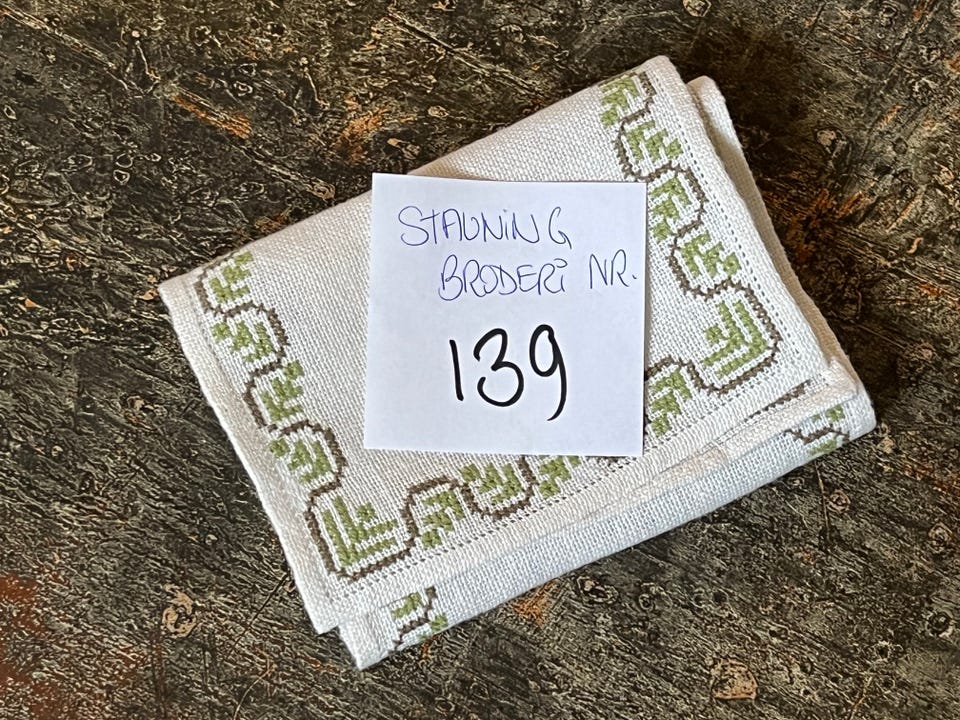 STAUNING
BRODERI NR.
139